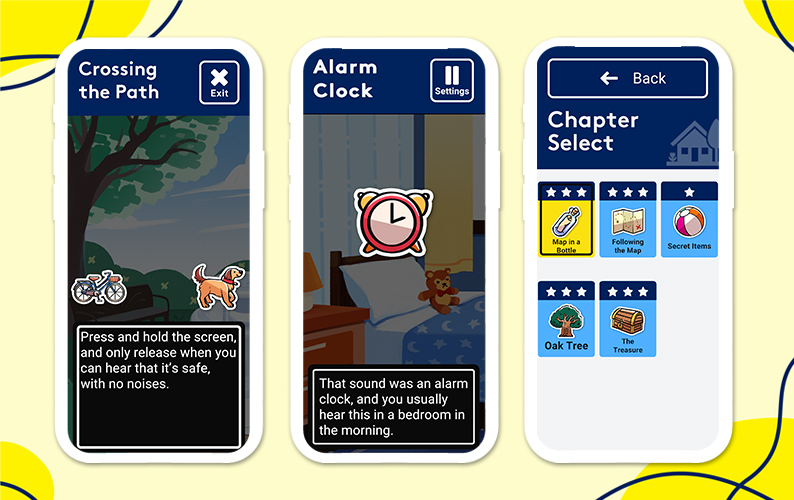 Crossing
the Path
Exit
Press and hold the screen,
and only release when you
can hear that it's safe,
with no noises.
Alarm
Clock
Settings
That sound was an alarm
clock, and you usually
hear this in a bedroom in
the morning.
Back
Chapter
Select
Map in a
Bottle
Following
the Map
Secret Items
Oak Tree
The
Treasure